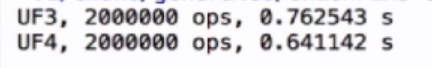 UF3, 2000000 ops, 0.762543 s
UF4, 2000000 ops, 0.641142 s